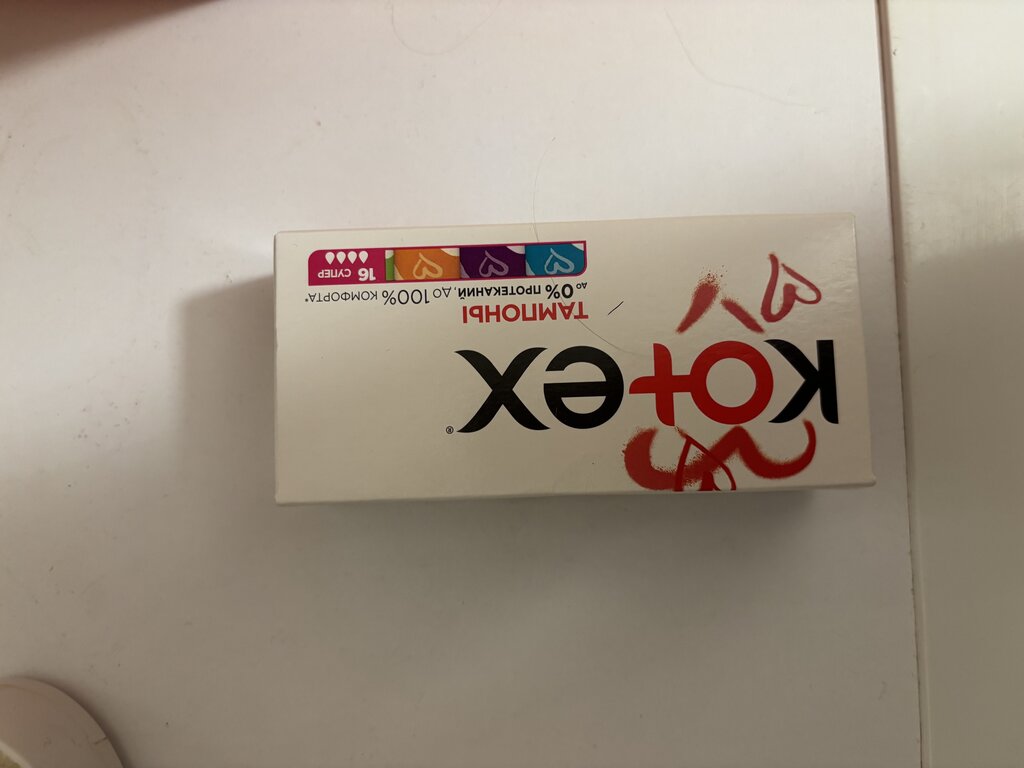 Kotex®
ТАМПОНЫ
ДО 0% ПРОТЕКАНИЙ, ДО 100% КОМФОРТА*
16 СУПЕР